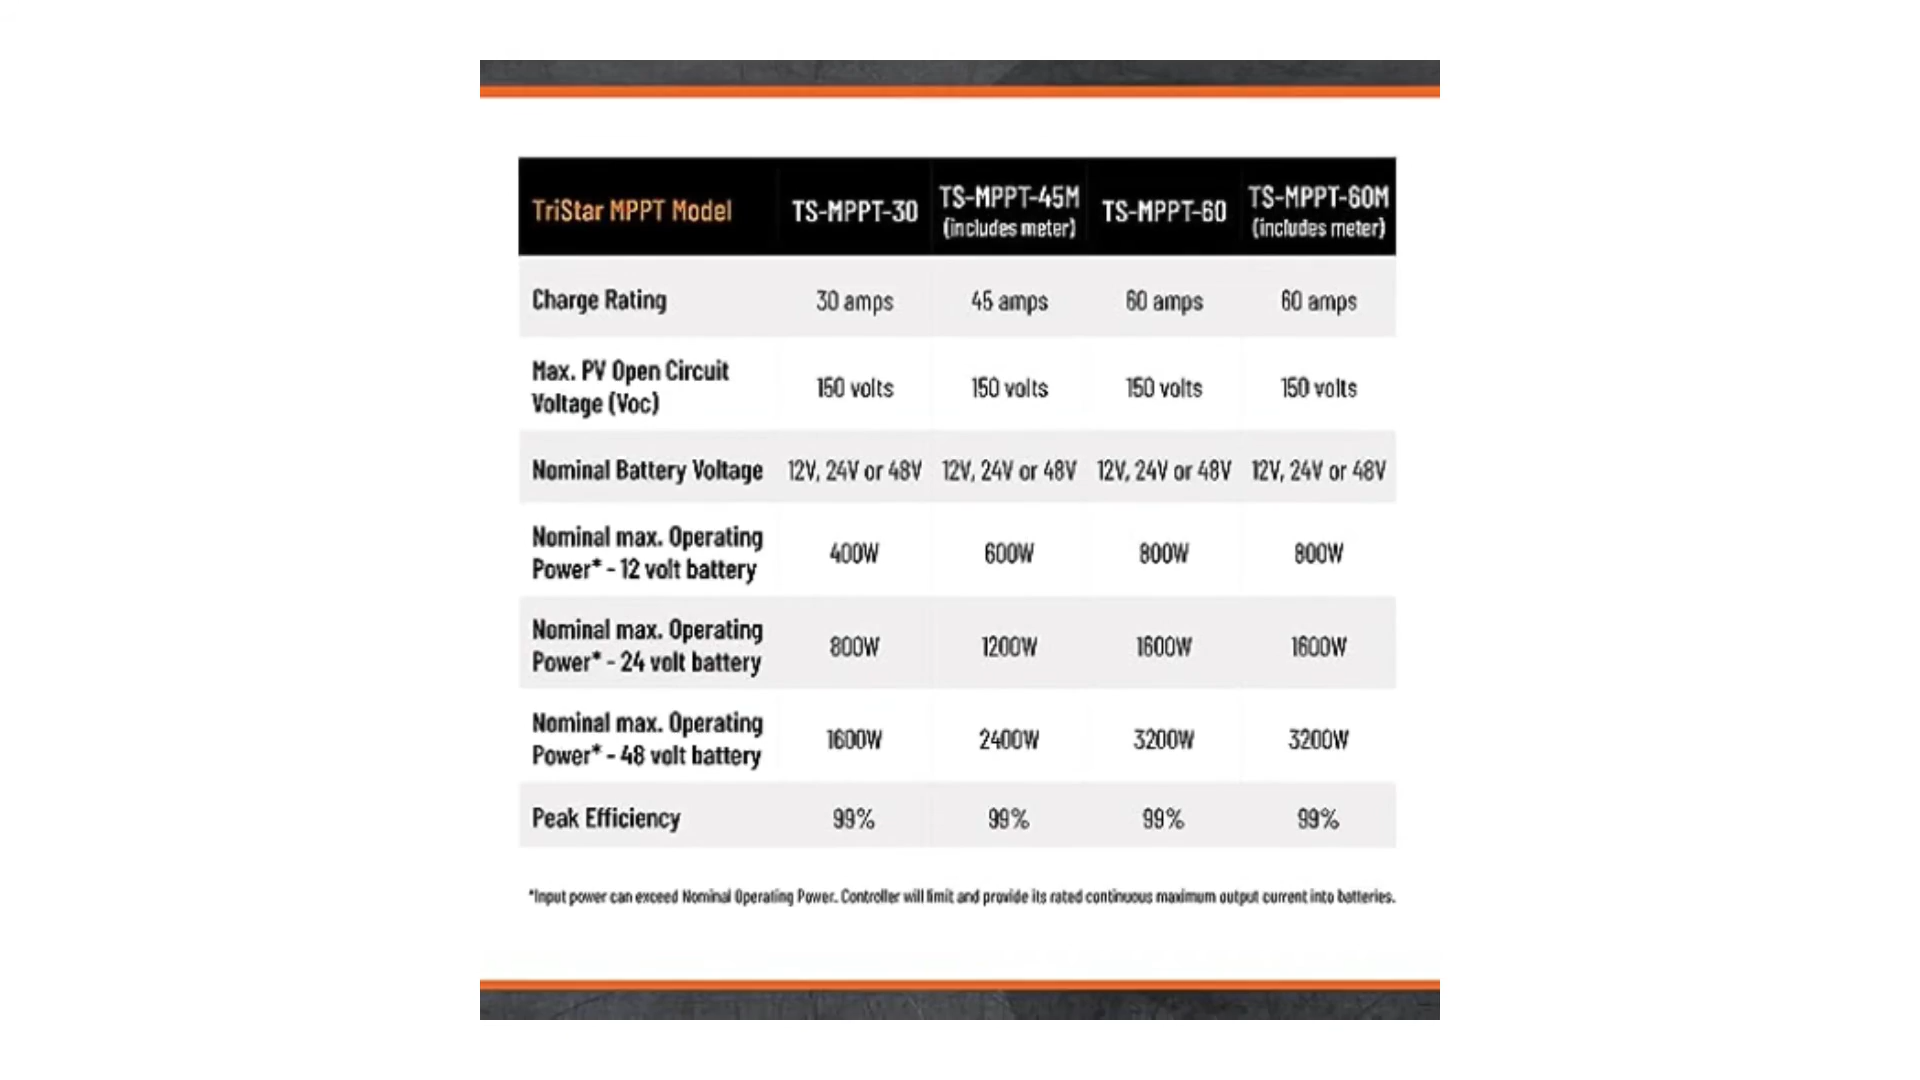 TriStar MPPT Model TS-MPPT-30 TS-MPPT-45M (includes meter) TS-MPPT-60 TS-MPPT-60M (includes meter)
Charge Rating 30 amps 45 amps 60 amps 60 amps
Max. PV Open Circuit
Voltage (Voc) 150 volts 150 volts 150 volts 150 volts
Nominal Battery Voltage 12V, 24V or 48V 12V, 24V or 48V 12V, 24V or 48V 12V, 24V or 48V
Nominal max. Operating
Power* - 12 volt battery 400W 600W 800W 800W
Nominal max. Operating
Power* - 24 volt battery 800W 1200W 1600W 1600W
Nominal max. Operating
Power* - 48 volt battery 1600W 2400W 3200W 3200W
Peak Efficiency 99% 99% 99% 99%
*Input power can exceed Nominal Operating Power. Controller will limit and provide its rated continuous maximum output current into batteries.